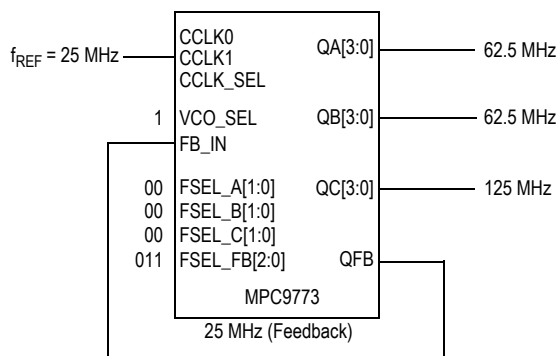 f_REF = 25 MHz
CCLK0
CCLK1
CCLK_SEL
1 VCO_SEL
FB_IN
00 FSEL_A[1:0]
00 FSEL_B[1:0]
00 FSEL_C[1:0]
011 FSEL_FB[2:0]
QA[3:0] 62.5 MHz
QB[3:0] 62.5 MHz
QC[3:0] 125 MHz
QFB
MPC9773
25 MHz (Feedback)